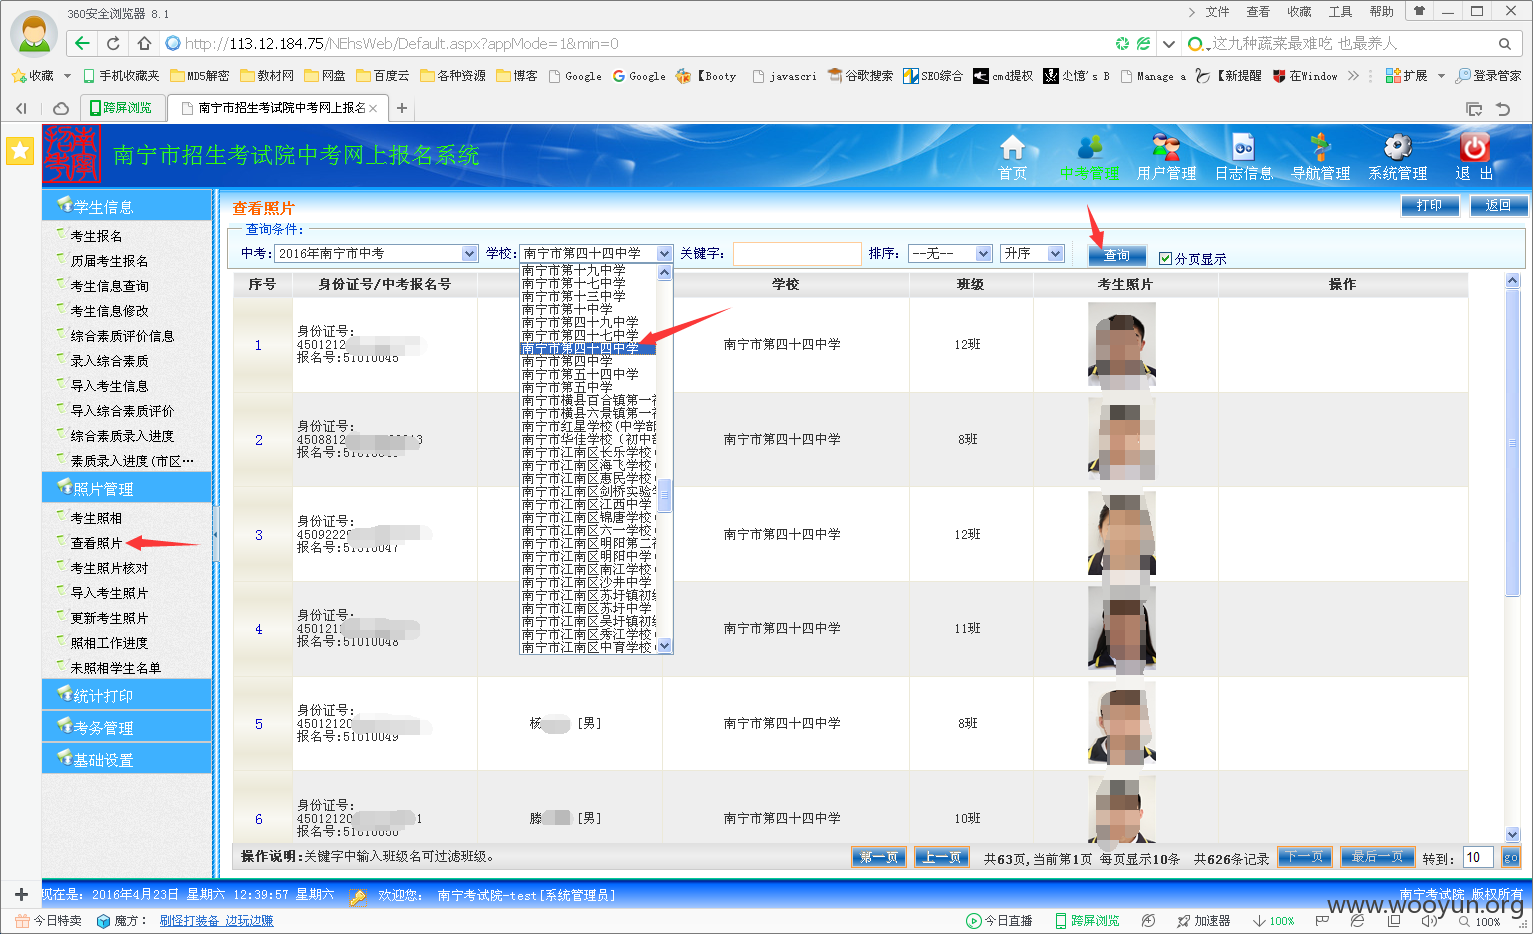 360安全浏览器 8.1
文件 查看 收藏 工具 帮助
http://113.12.184.75/NEhsWeb/Default.aspx?appMode=1&min=0
这九种蔬菜最难吃 也最养人
收藏 手机收藏夹 MD5解密 教材网 网盘 百度云 各种资源 博客 Google Google 【Booty javascri 谷歌搜索 SEO综合 cmd提权 尘愔's B Manage a 【新提醒 在Window 扩展 登录管家
跨屏浏览 南宁市招生考试院中考网上报名
南宁市招生考试院中考网上报名系统
首页 中考管理 用户管理 日志信息 导航管理 系统管理 退 出
学生信息
考生报名
历届考生报名
考生信息查询
考生信息修改
综合素质评价信息
录入综合素质
导入考生信息
导入综合素质评价
综合素质录入进度
素质录入进度(市区…
照片管理
考生照相
查看照片
考生照片核对
导入考生照片
更新考生照片
照相工作进度
未照相学生名单
统计打印
考务管理
基础设置
查看照片
打印 返回
查询条件:
中考: 2016年南宁市中考 学校: 南宁市第四十四中学 关键字: 排序: --无-- 升序 查询 分页显示
南宁市第十九中学
南宁市第十七中学
南宁市第十三中学
南宁市第十中学
南宁市第四十九中学
南宁市第四十七中学
南宁市第四十四中学
南宁市第四中学
南宁市第五十四中学
南宁市第五中学
南宁市横县百合镇第一
南宁市横县六景镇第一
南宁市红星学校(中学部
南宁市华佳学校（初中
南宁市江南区长乐学校
南宁市江南区海飞学校
南宁市江南区惠民学校
南宁市江南区剑桥实验
南宁市江南区江西中学
南宁市江南区锦唐学校
南宁市江南区六一学校
南宁市江南区明阳第二
南宁市江南区明阳中学
南宁市江南区南江学校
南宁市江南区沙井中学
南宁市江南区苏圩镇初
南宁市江南区苏圩中学
南宁市江南区吴圩镇初
南宁市江南区秀江学校
南宁市江南区中育学校
序号 身份证号/中考报名号 学校 班级 考生照片 操作
1 身份证号: 4501212 报名号:51010045 南宁市第四十四中学 12班
2 身份证号: 4508812 报名号: 南宁市第四十四中学 8班
3 身份证号: 4509222 报名号:51010047 南宁市第四十四中学 12班
4 身份证号: 450121 报名号:51010048 南宁市第四十四中学 11班
5 身份证号: 45012120 报名号:51010049 杨 [男] 南宁市第四十四中学 8班
6 身份证号: 4501212 1 报名号:51010050 滕 [男] 南宁市第四十四中学 10班
操作说明:关键字中输入班级名可过滤班级。
第一页 上一页 共63页,当前第1页 每页显示10条 共626条记录 下一页 最后一页 转到: 10 go
现在是: 2016年4月23日 星期六 12:39:57 星期六 欢迎您: 南宁考试院-test[系统管理员] 南宁考试院 版权所有
今日特卖 魔方: 刷怪打装备 边玩边赚 今日直播 跨屏浏览 加速器 100% 100%
www.wooyun.org